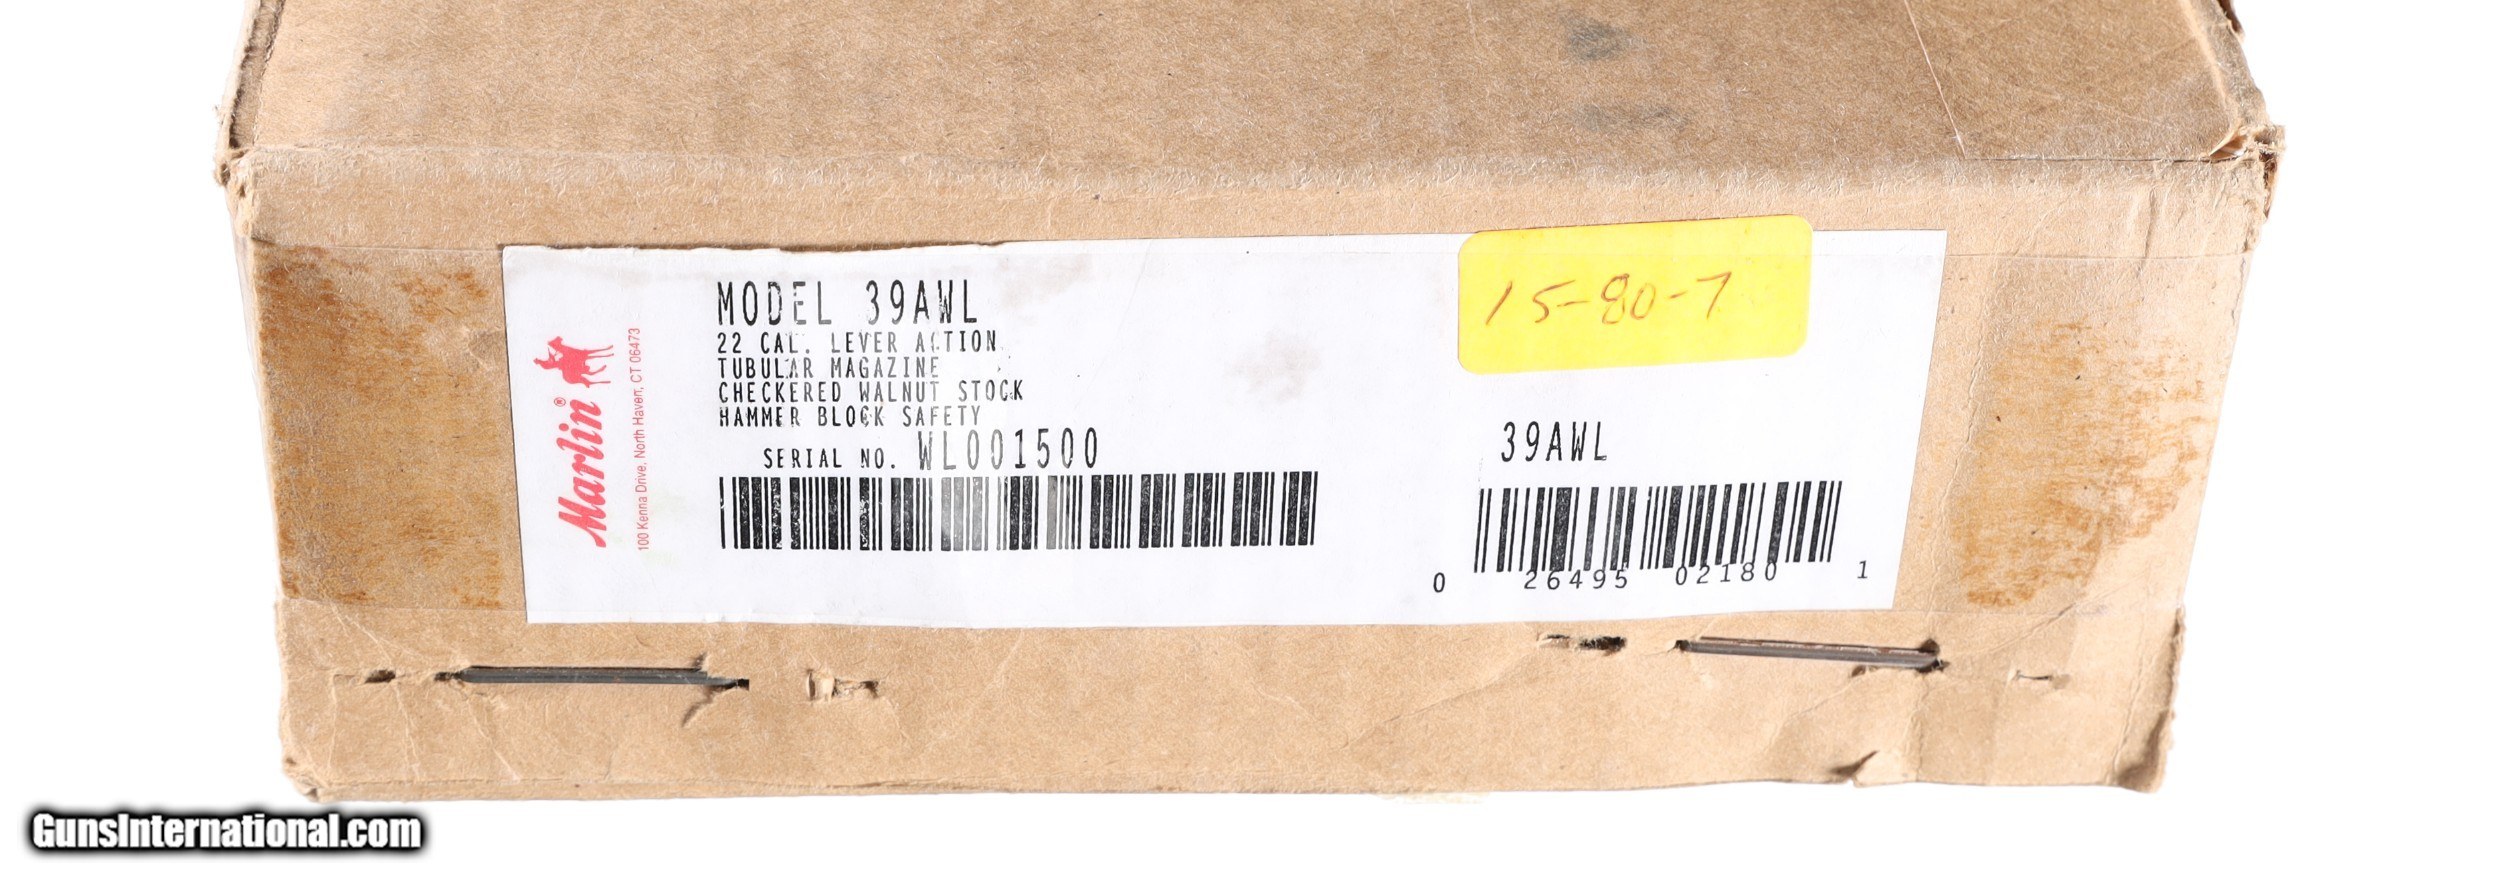 MODEL 39AWL
22 CAL. LEVER ACTION
TUBULAR MAGAZINE
CHECKERED WALNUT STOCK
HAMMER BLOCK SAFETY
SERIAL NO. WL001500
Marlin®
100 Kenna Drive, North Haven, CT 06473
15-80-7
39AWL
0 26495 02180 1
GunsInternational.com